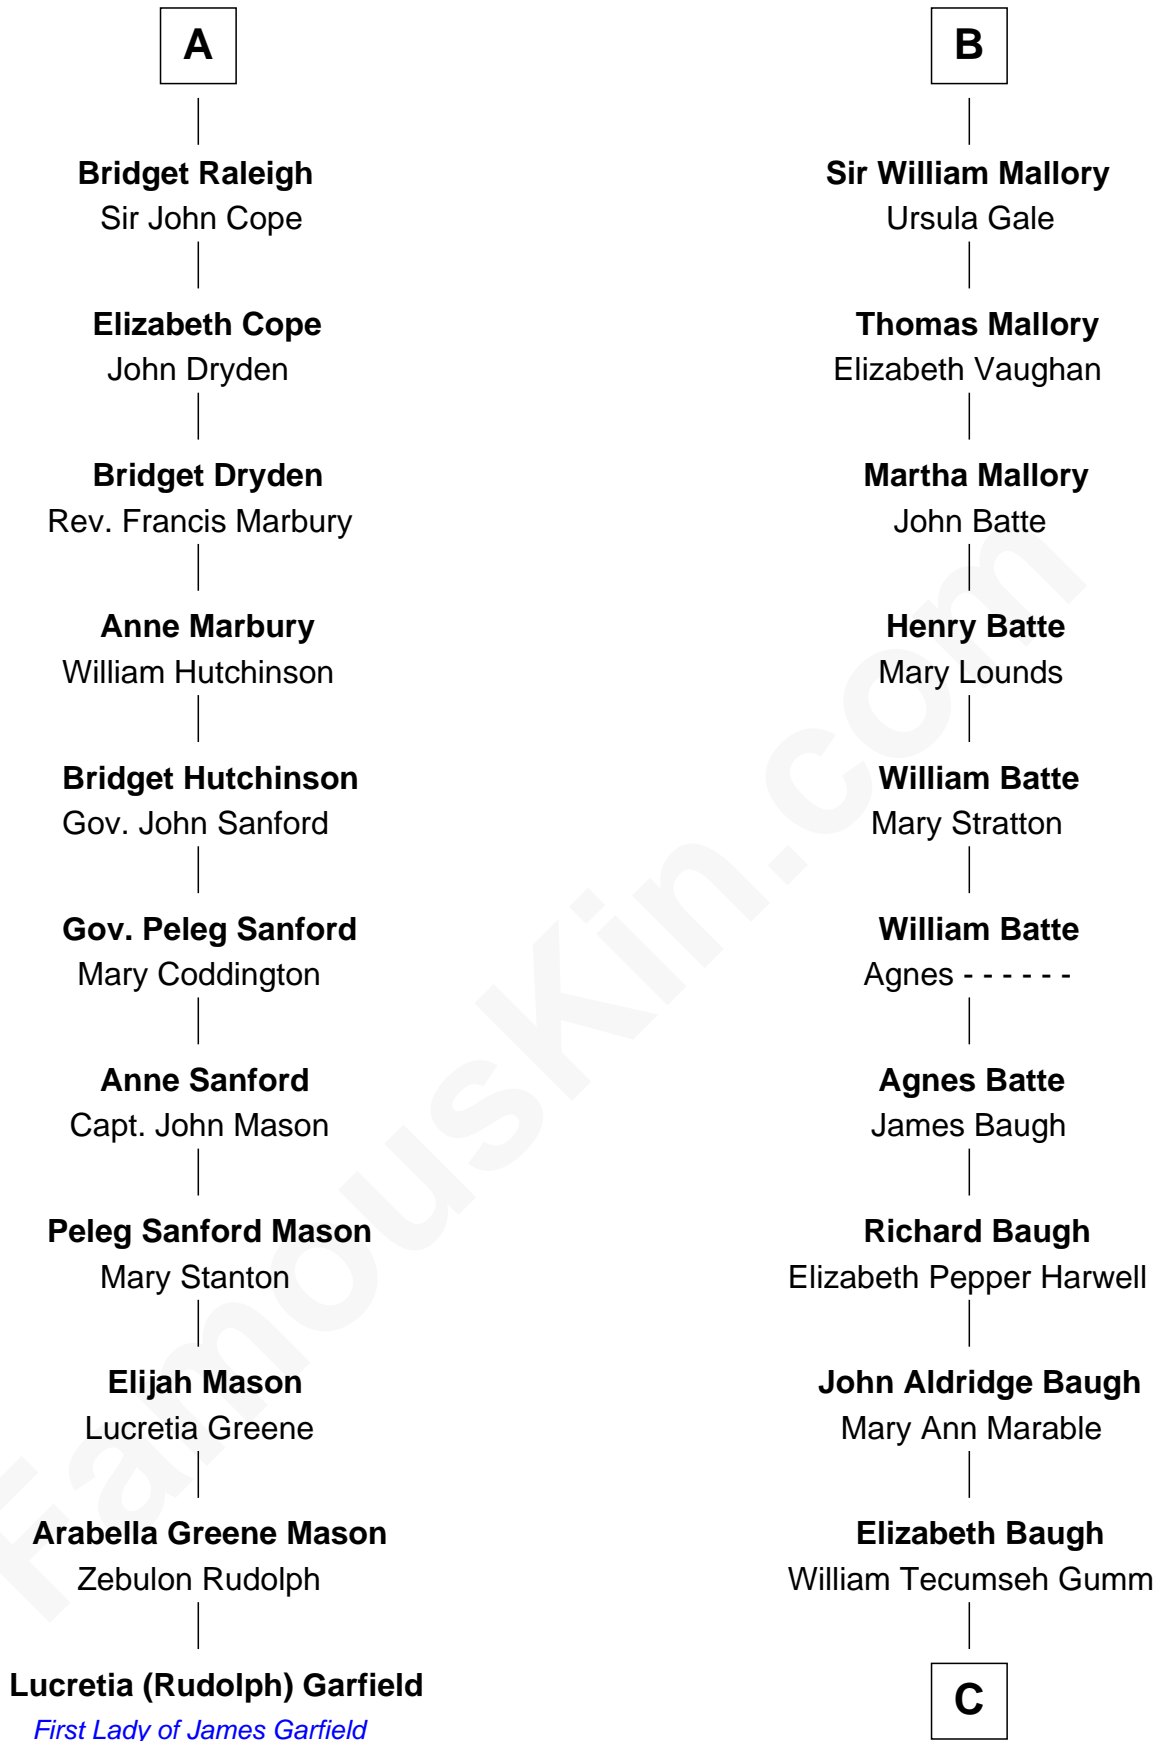 A
Bridget Raleigh
Sir John Cope
Elizabeth Cope
John Dryden
Bridget Dryden
Rev. Francis Marbury
Anne Marbury
William Hutchinson
Bridget Hutchinson
Gov. John Sanford
Gov. Peleg Sanford
Mary Coddington
Anne Sanford
Capt. John Mason
Peleg Sanford Mason
Mary Stanton
Elijah Mason
Lucretia Greene
Arabella Greene Mason
Zebulon Rudolph
Lucretia (Rudolph) Garfield
First Lady of James Garfield
B
Sir William Mallory
Ursula Gale
Thomas Mallory
Elizabeth Vaughan
Martha Mallory
John Batte
Henry Batte
Mary Lounds
William Batte
Mary Stratton
William Batte
Agnes - - - - - -
Agnes Batte
James Baugh
Richard Baugh
Elizabeth Pepper Harwell
John Aldridge Baugh
Mary Ann Marable
Elizabeth Baugh
William Tecumseh Gumm
C
FamousKin.com